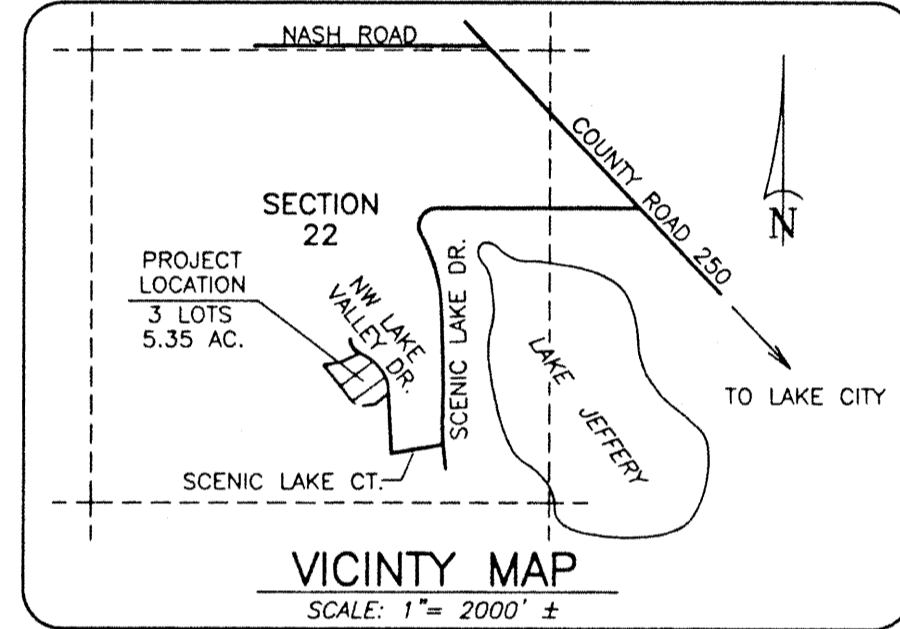 NASH ROAD
COUNTY ROAD 250
N
SECTION
22
PROJECT
LOCATION
3 LOTS
5.35 AC.
NW LAKE
VALLEY DR.
SCENIC LAKE DR.
LAKE
JEFFERY
TO LAKE CITY
SCENIC LAKE CT.
VICINTY MAP
SCALE: 1"= 2000' ±